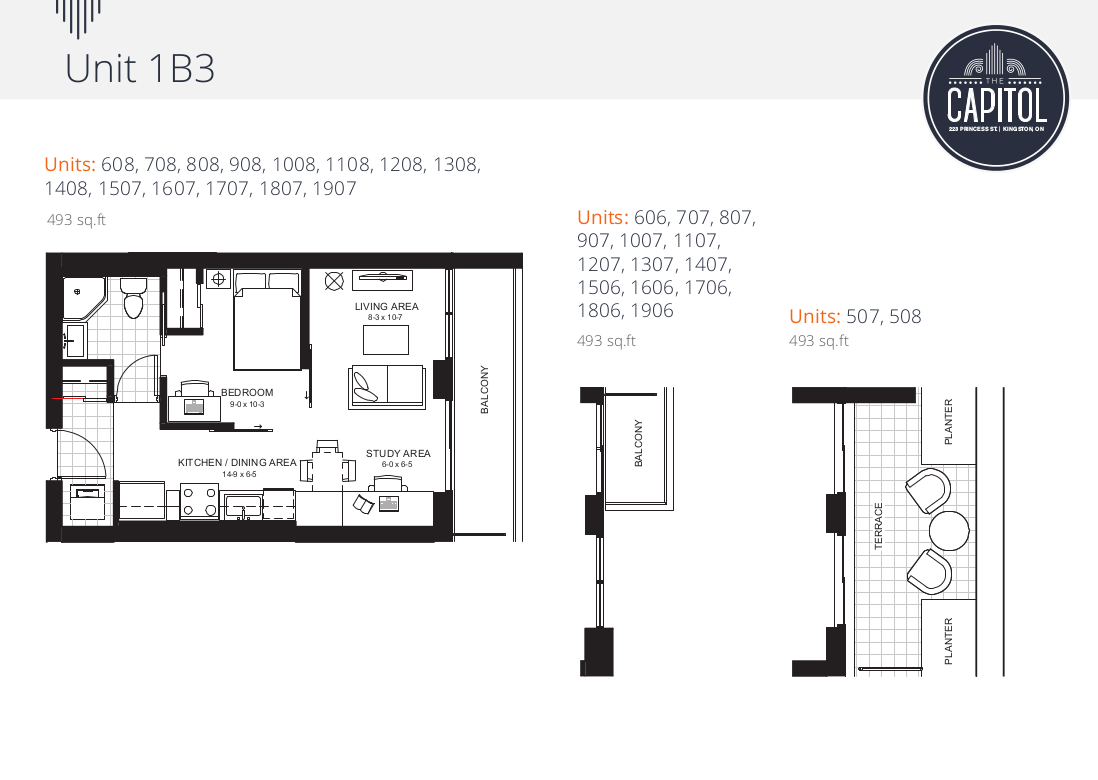 Unit 1B3
THE
CAPITOL
223 PRINCESS ST. | KINGSTON, ON
Units: 608, 708, 808, 908, 1008, 1108, 1208, 1308,
1408, 1507, 1607, 1707, 1807, 1907
493 sq.ft
LIVING AREA
8-3 x 10-7
BEDROOM
9-0 x 10-3
BALCONY
KITCHEN / DINING AREA
14-9 x 6-5
STUDY AREA
6-0 x 6-5
Units: 606, 707, 807,
907, 1007, 1107,
1207, 1307, 1407,
1506, 1606, 1706,
1806, 1906
493 sq.ft
BALCONY
Units: 507, 508
493 sq.ft
PLANTER
TERRACE
PLANTER